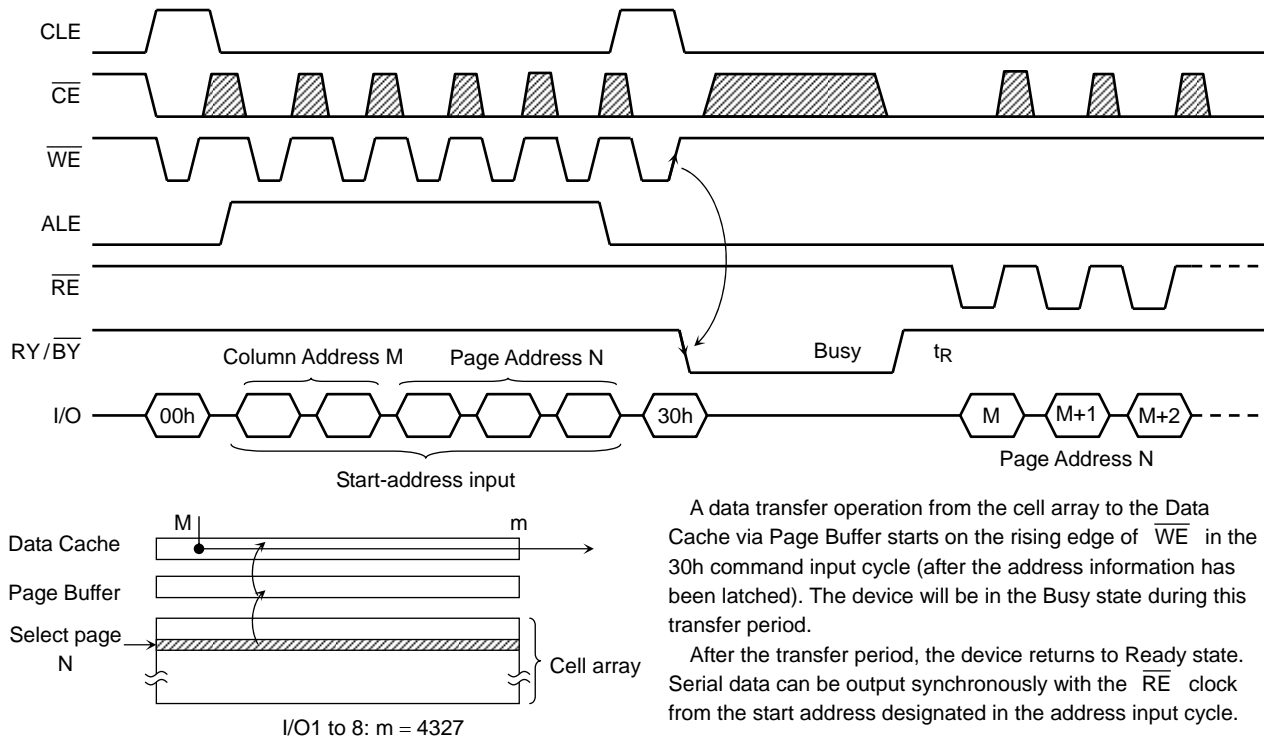 CLE
CE
WE
ALE
RE
RY/BY
Busy
tR
Column Address M
Page Address N
I/O
00h
30h
M
M+1
M+2
Page Address N
Start-address input
M
m
Data Cache
Page Buffer
Select page
N
Cell array
I/O1 to 8: m = 4327
A data transfer operation from the cell array to the Data
Cache via Page Buffer starts on the rising edge of WE in the
30h command input cycle (after the address information has
been latched). The device will be in the Busy state during this
transfer period.
After the transfer period, the device returns to Ready state.
Serial data can be output synchronously with the RE clock
from the start address designated in the address input cycle.